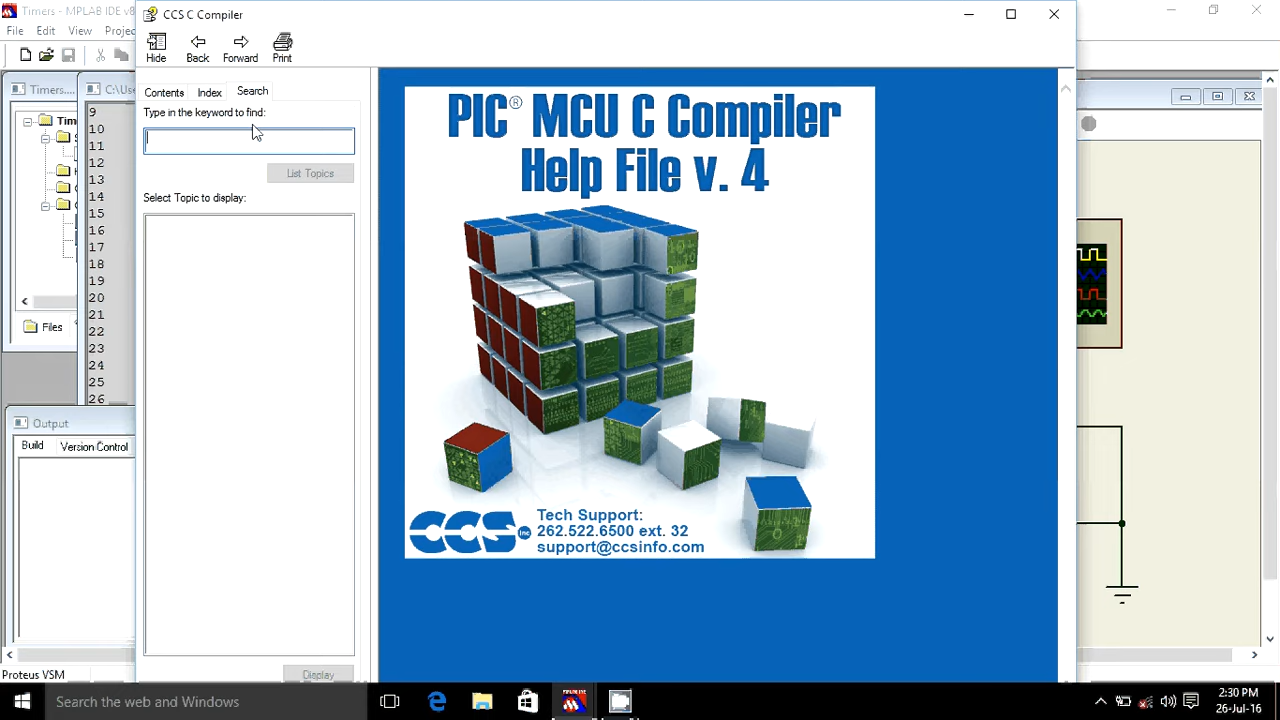 Timers - MPLAB IDE v8
CCS C Compiler
File Edit View
Hide Back Forward Print
Contents Index Search
Type in the keyword to find:
List Topics
Select Topic to display:
Display
PIC® MCU C Compiler
Help File v. 4
CCS inc
Tech Support:
262.522.6500 ext. 32
support@ccsinfo.com
Timers....
C:\Use
9
10
11
12
13
14
15
16
17
18
19
20
21
22
23
24
25
26
Files
Output
Build Version Control
Proteus VSM
Search the web and Windows
2:30 PM
26-Jul-16